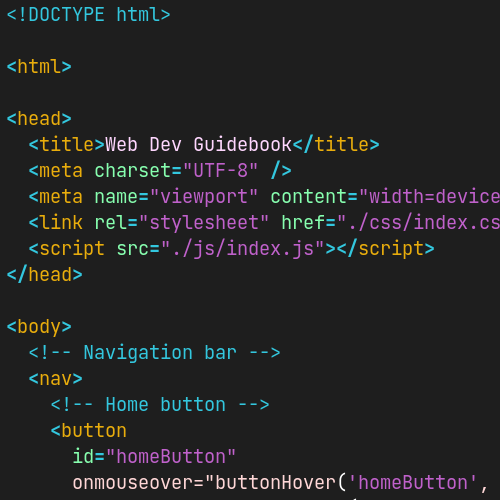 <!DOCTYPE html>
<html>
<head>
<title>Web Dev Guidebook</title>
<meta charset="UTF-8" />
<meta name="viewport" content="width=device
<link rel="stylesheet" href="./css/index.cs
<script src="./js/index.js"></script>
</head>
<body>
<!-- Navigation bar -->
<nav>
<!-- Home button -->
<button
id="homeButton"
onmouseover="buttonHover('homeButton',